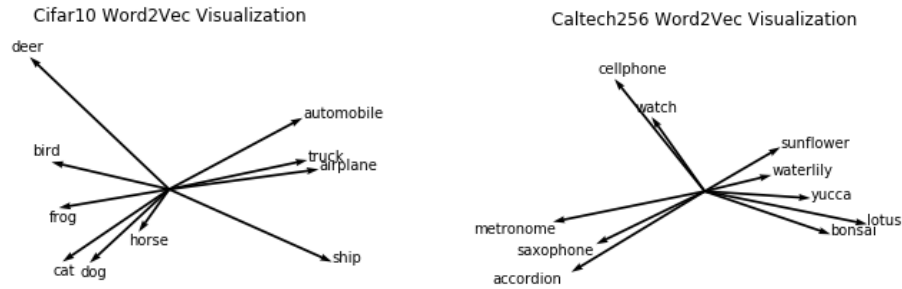 Cifar10 Word2Vec Visualization
deer
automobile
bird
truck
airplane
frog
horse
cat
dog
ship
Caltech256 Word2Vec Visualization
cellphone
watch
sunflower
waterlily
yucca
lotus
bonsai
metronome
saxophone
accordion